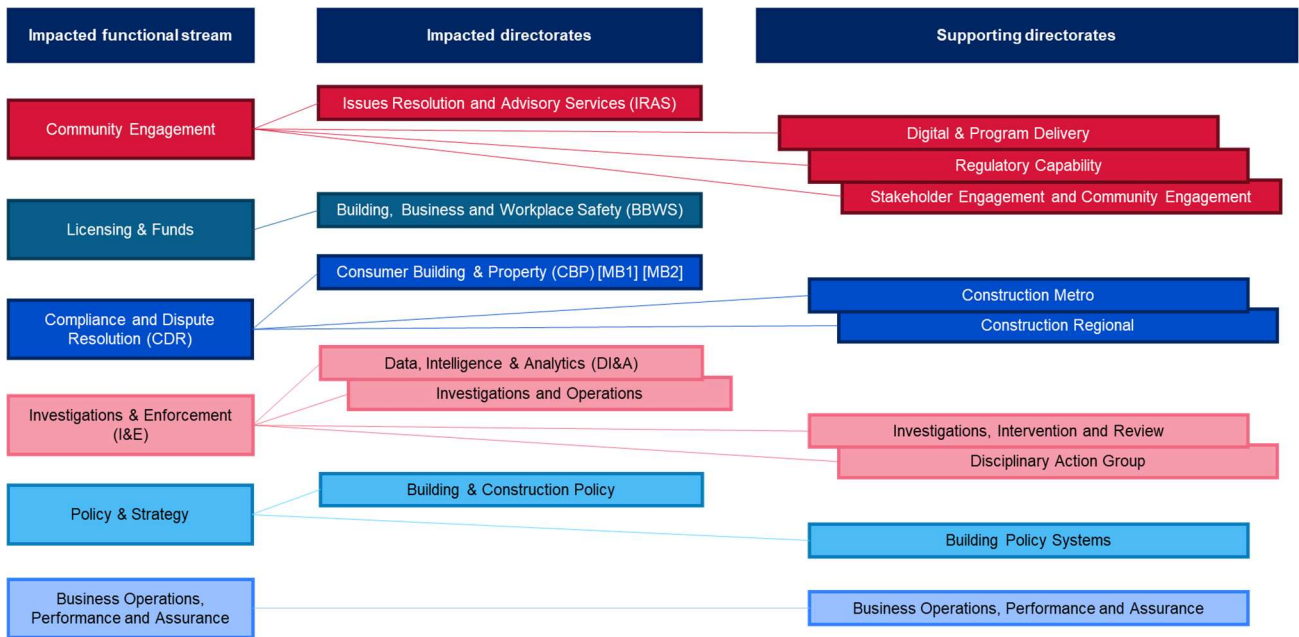 Impacted functional stream
Impacted directorates
Supporting directorates
Community Engagement
Issues Resolution and Advisory Services (IRAS)
Digital & Program Delivery
Regulatory Capability
Stakeholder Engagement and Community Engagement
Licensing & Funds
Building, Business and Workplace Safety (BBWS)
Compliance and Dispute
Resolution (CDR)
Consumer Building & Property (CBP) [MB1] [MB2]
Construction Metro
Construction Regional
Investigations & Enforcement
(I&E)
Data, Intelligence & Analytics (DI&A)
Investigations and Operations
Investigations, Intervention and Review
Disciplinary Action Group
Policy & Strategy
Building & Construction Policy
Building Policy Systems
Business Operations,
Performance and Assurance
Business Operations, Performance and Assurance